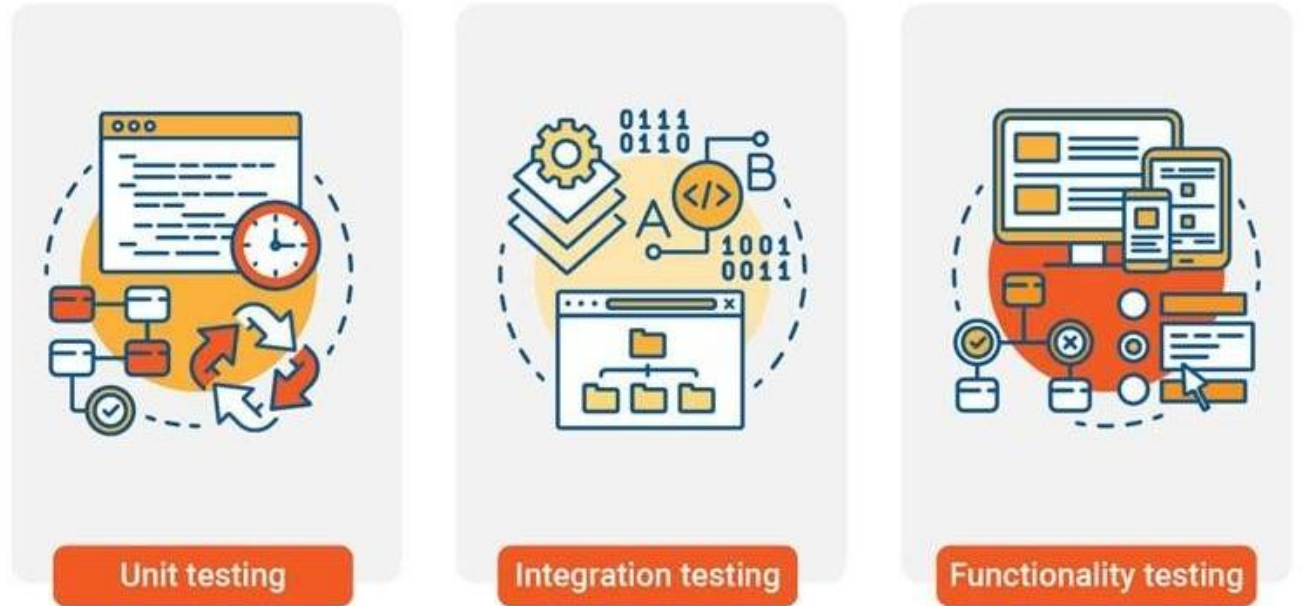 0111
0110
B
A
1001
0011
Unit testing
Integration testing
Functionality testing